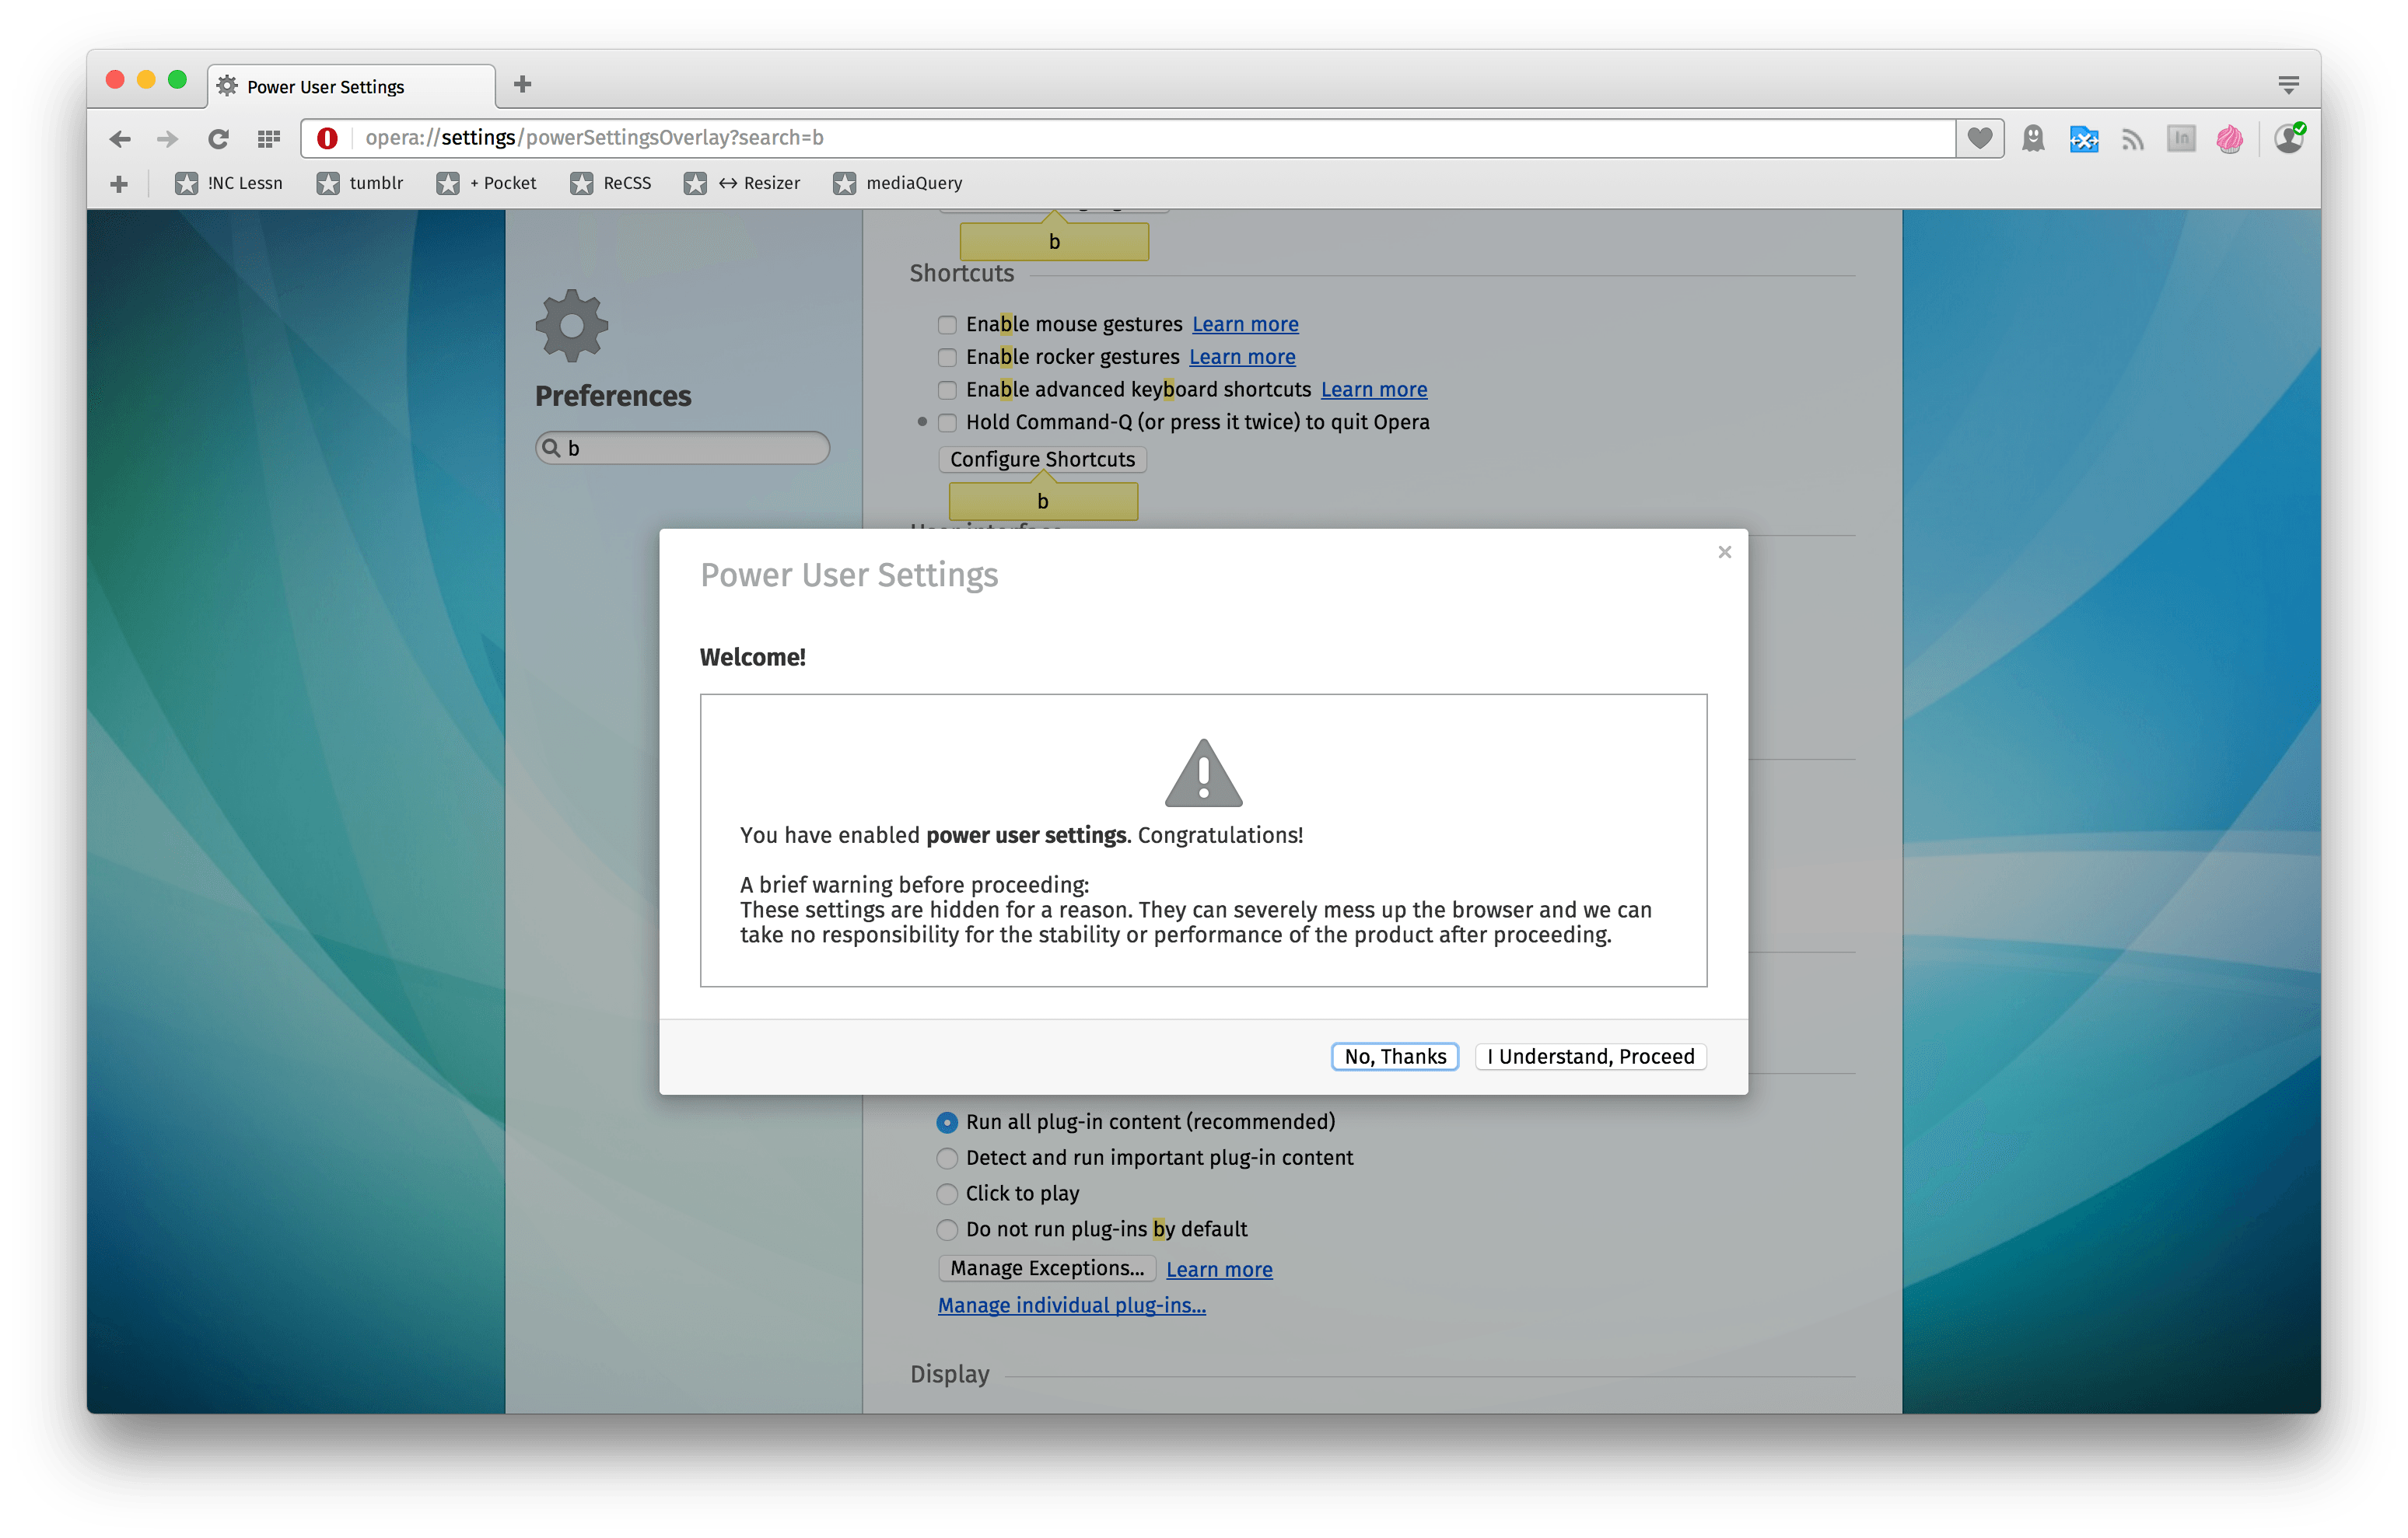 Power User Settings
opera://settings/powerSettingsOverlay?search=b
In
!NC Lessn
tumblr
+ Pocket
ReCSS
↔ Resizer
mediaQuery
Preferences
b
b
Shortcuts
Enable mouse gestures Learn more
Enable rocker gestures Learn more
Enable advanced keyboard shortcuts Learn more
Hold Command-Q (or press it twice) to quit Opera
Configure Shortcuts
b
Power User Settings
Welcome!
You have enabled power user settings. Congratulations!
A brief warning before proceeding:
These settings are hidden for a reason. They can severely mess up the browser and we can
take no responsibility for the stability or performance of the product after proceeding.
No, Thanks
I Understand, Proceed
Run all plug-in content (recommended)
Detect and run important plug-in content
Click to play
Do not run plug-ins by default
Manage Exceptions... Learn more
Manage individual plug-ins...
Display